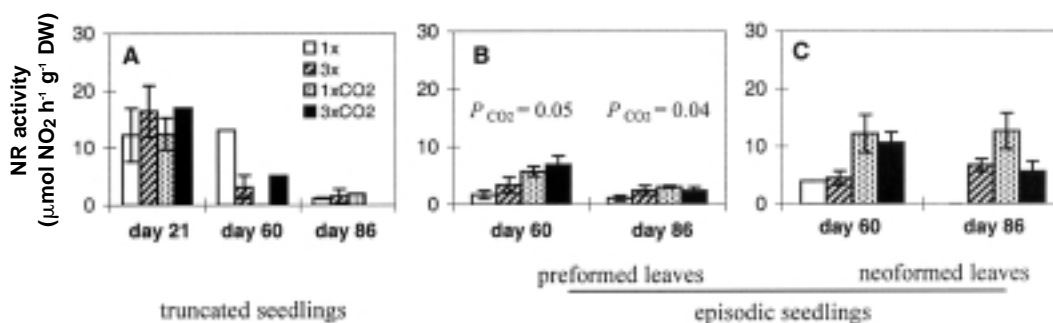 NR activity
(μmol NO2 h-1 g-1 DW)
30
20
10
0
A
1x
3x
1xCO2
3xCO2
day 21 day 60 day 86
30
20
10
0
B
P CO2 = 0.05 P CO2 = 0.04
day 60 day 86
30
20
10
0
C
day 60 day 86
preformed leaves neoformed leaves
truncated seedlings episodic seedlings